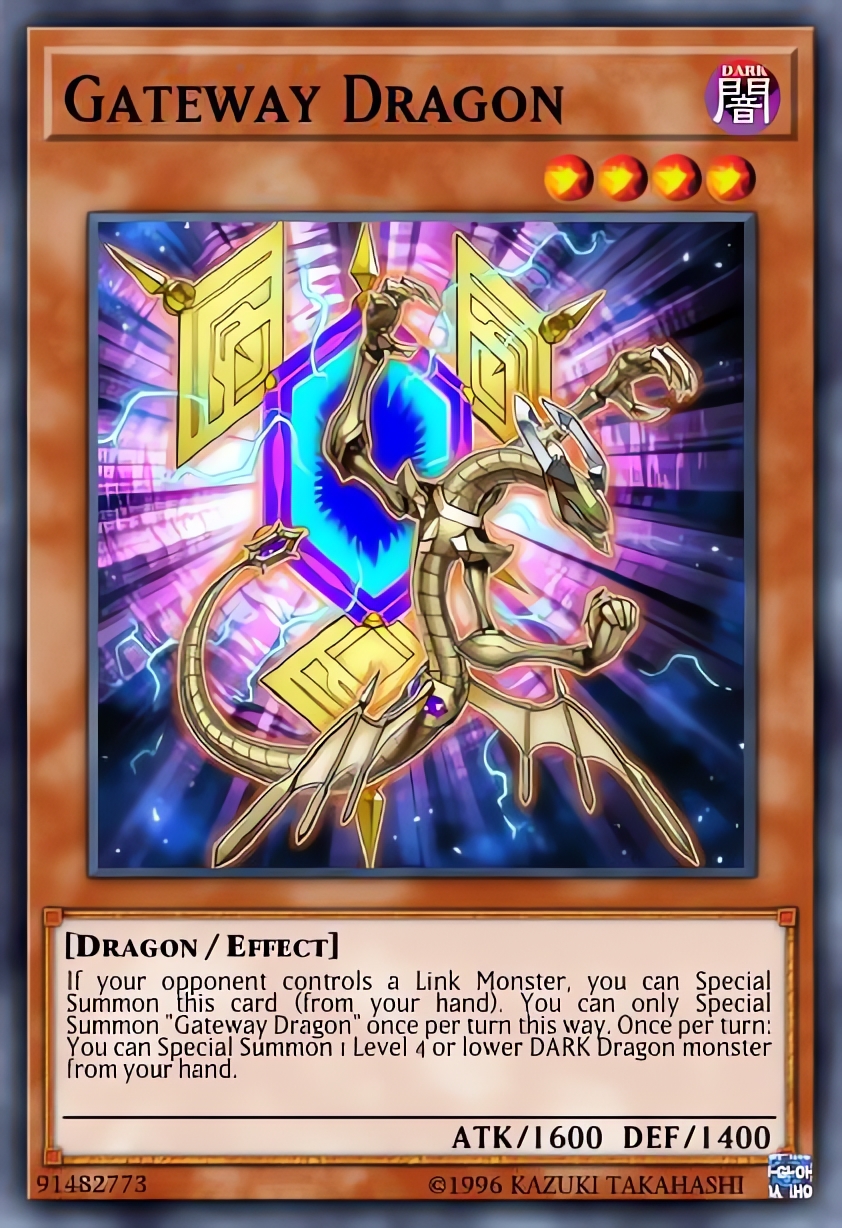 Gateway Dragon
DARK
闇
[Dragon / Effect]
If your opponent controls a Link Monster, you can Special
Summon this card (from your hand). You can only Special
Summon "Gateway Dragon" once per turn this way. Once per turn:
You can Special Summon 1 Level 4 or lower DARK Dragon monster
from your hand.
ATK/1600 DEF/1400
91482773
©1996 KAZUKI TAKAHASHI